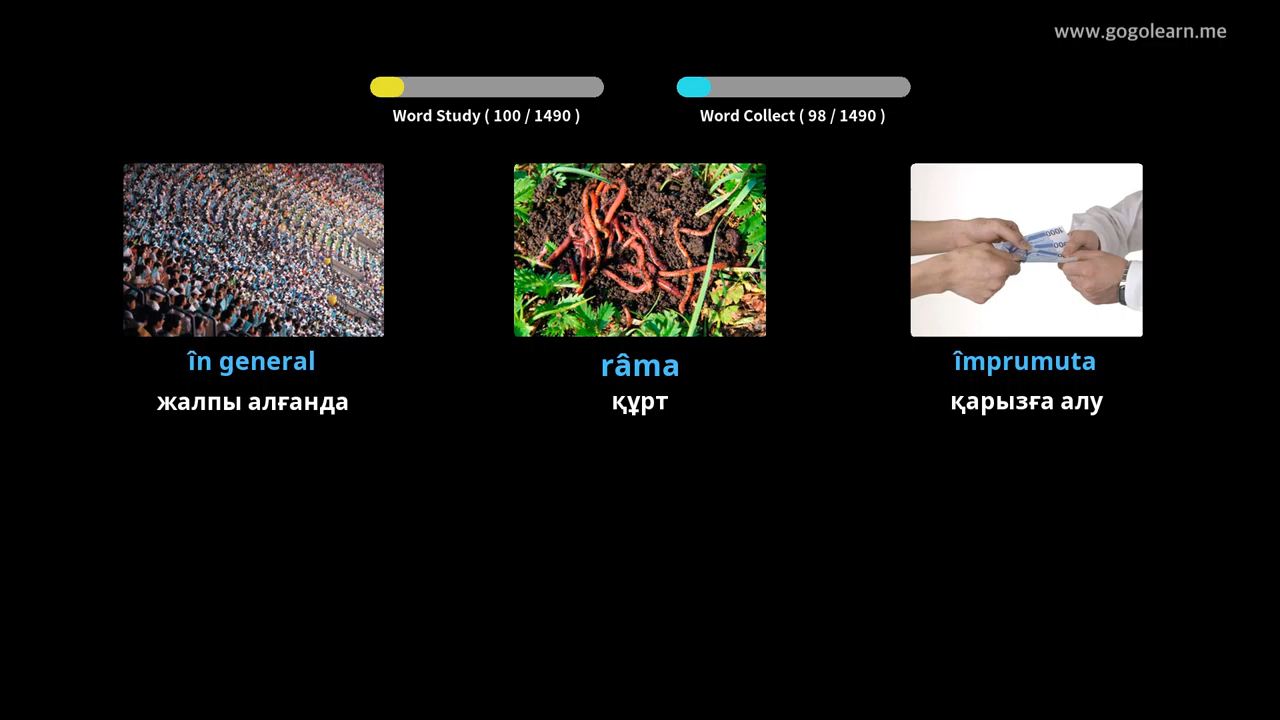 www.gogolearn.me
Word Study ( 100 / 1490 )
Word Collect ( 98 / 1490 )
în general
râma
împrumuta
жалпы алғанда
құрт
қарызға алу